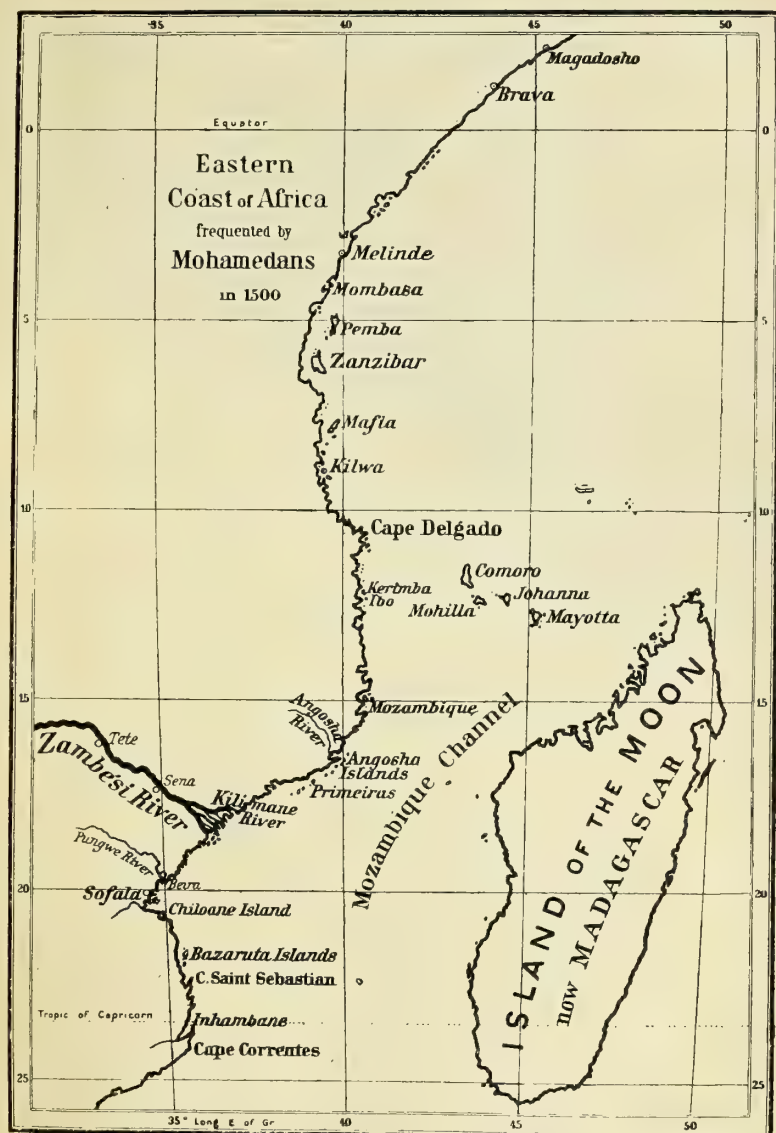 35
40
45
50
Magadosho
Brava
0
Equator
0
Eastern
Coast of Africa
frequented by
Mohamedans
in 1500
Melinde
Mombasa
5
Pemba
5
Zanzibar
Mafia
Kilwa
10
10
Cape Delgado
Comoro
Kerimba
Ibo
Johanna
Mohilla
Mayotta
15
Mozambique
15
Angosha
River
Tete
Angosha
Islands
Zambési River
Sena
Primeiras
Kilimane
River
Mozambique Channel
ISLAND OF THE MOON
now MADAGASCAR
Pungwe River
Beira
20
Sofala
20
Chiloane Island
Bazaruta Islands
C. Saint Sebastian
Tropic of Capricorn
Inhambane
Cape Correntes
25
25
35° Long E of Gr
40
45
50